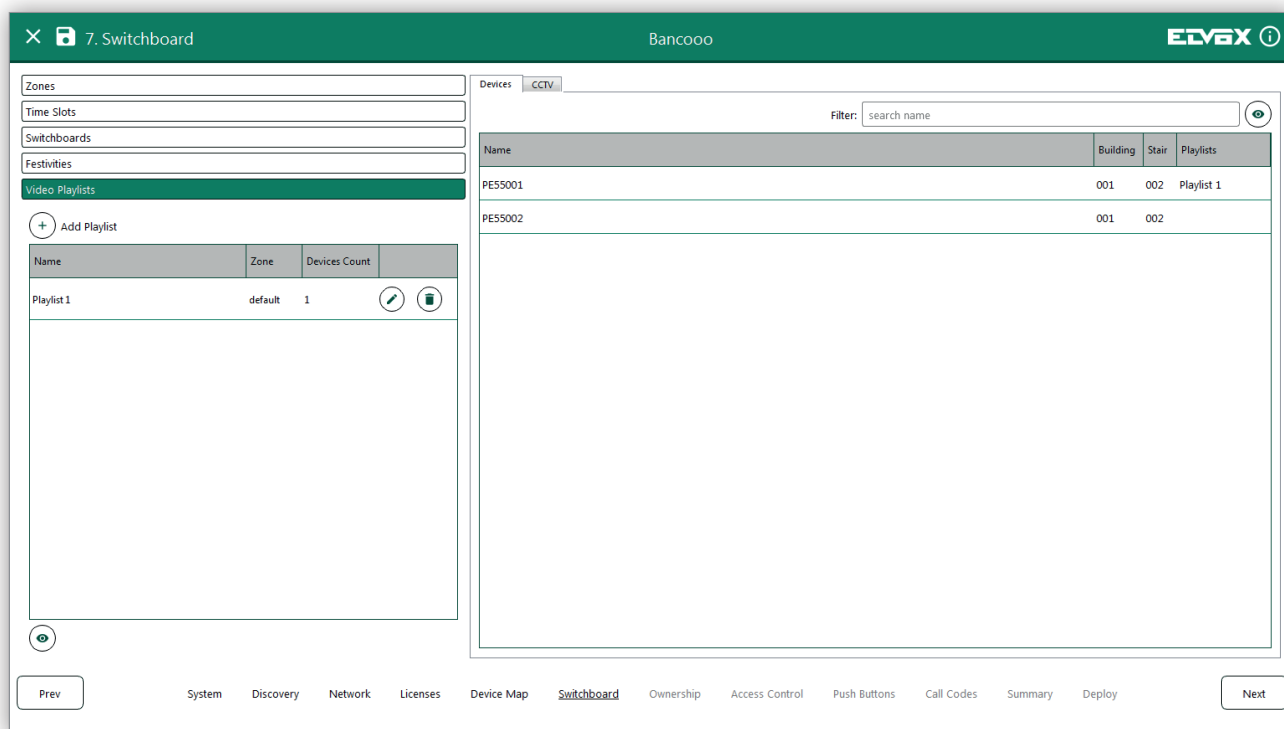 7. Switchboard
Bancooo
ELVOX
Zones
Time Slots
Switchboards
Festivities
Video Playlists
Add Playlist
Name Zone Devices Count
Playlist 1 default 1
Devices CCTV
Filter: search name
Name Building Stair Playlists
PE55001 001 002 Playlist 1
PE55002 001 002
Prev System Discovery Network Licenses Device Map Switchboard Ownership Access Control Push Buttons Call Codes Summary Deploy Next